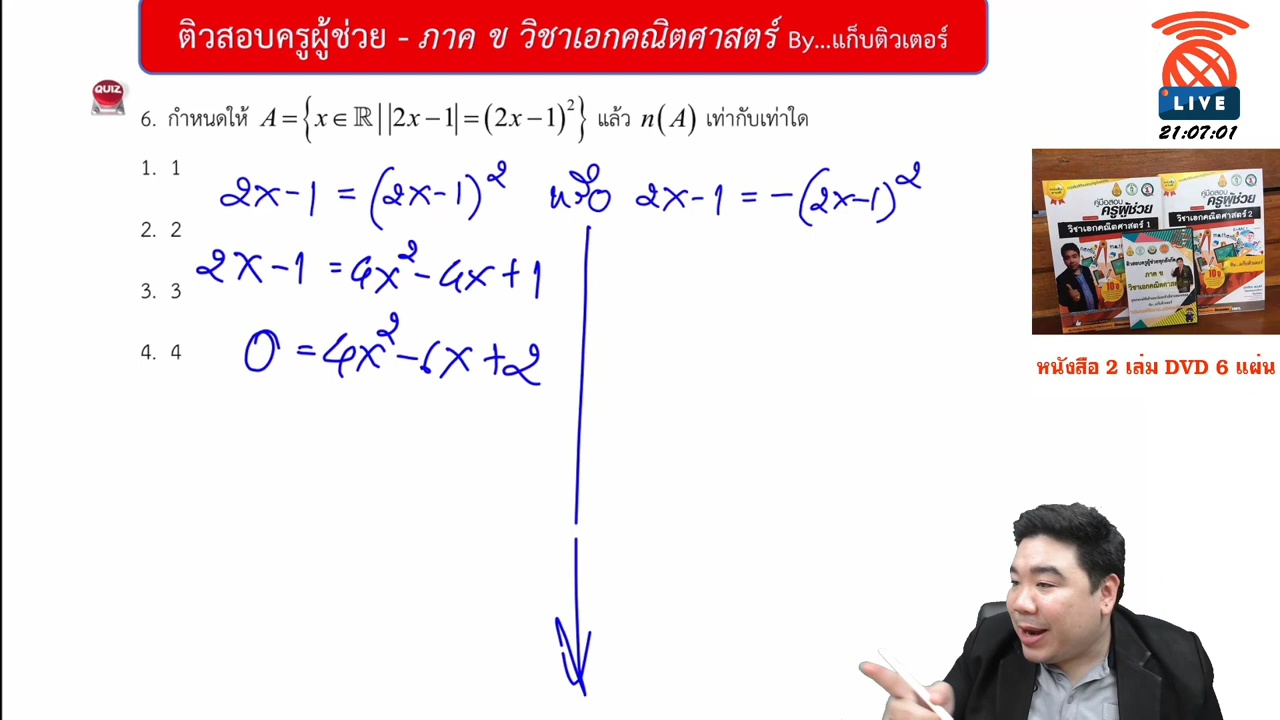 ติวสอบครูผู้ช่วย - ภาค ข วิชาเอกคณิตศาสตร์ By...แก็บติวเตอร์
LIVE
21:07:01
QUIZ
6. กำหนดให้ A = {x ∈ ℝ | |2x − 1| = (2x − 1)²} แล้ว n(A) เท่ากับเท่าใด
1. 1
2. 2
3. 3
4. 4
2x − 1 = (2x − 1)² หรือ 2x − 1 = −(2x − 1)²
2x − 1 = 4x² − 4x + 1
0 = 4x² − 6x + 2
คู่มือสอบ
ครูผู้ช่วย
วิชาเอกคณิตศาสตร์ 1
คู่มือสอบ
ครูผู้ช่วย
วิชาเอกคณิตศาสตร์ 2
ภาค ข
หนังสือ 2 เล่ม DVD 6 แผ่น